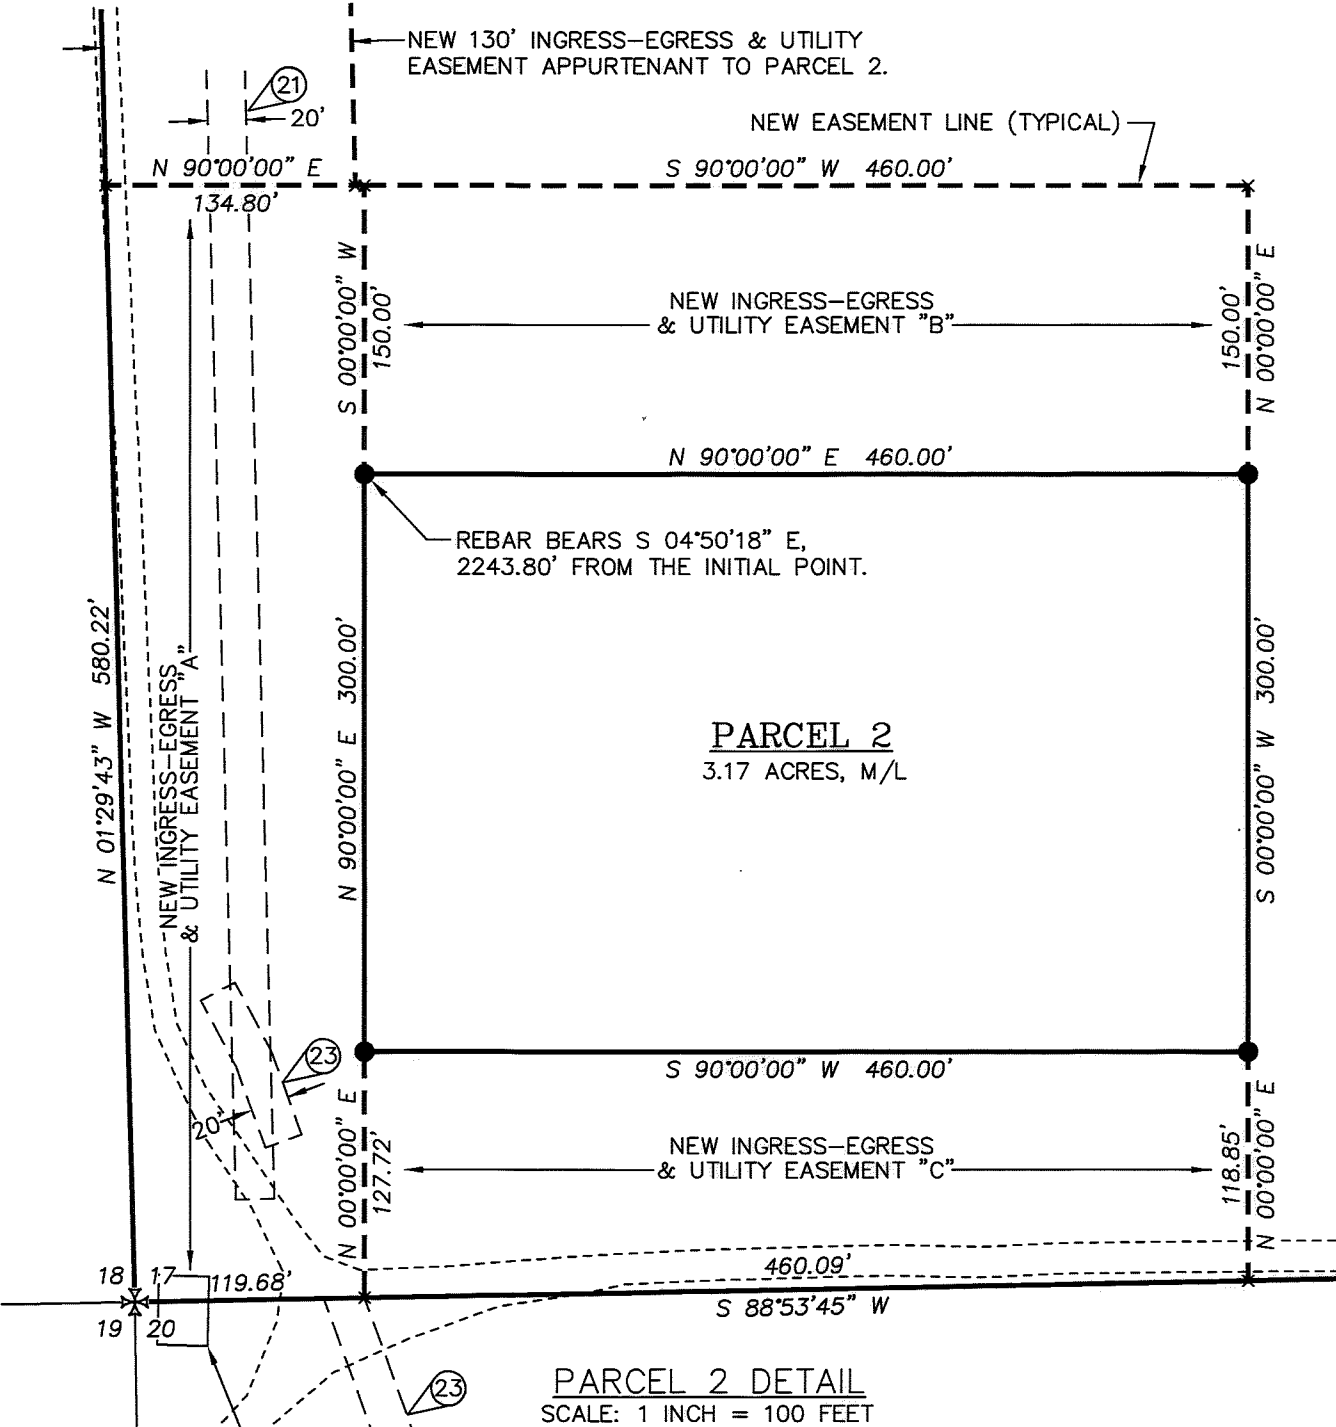 NEW 130' INGRESS–EGRESS & UTILITY
EASEMENT APPURTENANT TO PARCEL 2.
21
20'
NEW EASEMENT LINE (TYPICAL)
N 90°00'00" E
134.80'
S 90°00'00" W 460.00'
S 00°00'00" W
150.00'
NEW INGRESS–EGRESS
& UTILITY EASEMENT "B"
150.00'
N 00°00'00" E
N 90°00'00" E 460.00'
REBAR BEARS S 04°50'18" E,
2243.80' FROM THE INITIAL POINT.
N 01°29'43" W 580.22'
NEW INGRESS–EGRESS
& UTILITY EASEMENT "A"
N 90°00'00" E 300.00'
PARCEL 2
3.17 ACRES, M/L
S 00°00'00" W 300.00'
23
20'
S 90°00'00" W 460.00'
N 00°00'00" E
127.72'
NEW INGRESS–EGRESS
& UTILITY EASEMENT "C"
118.85'
N 00°00'00" E
18 17
119.68'
460.09'
S 88°53'45" W
19 20
23
PARCEL 2 DETAIL
SCALE: 1 INCH = 100 FEET